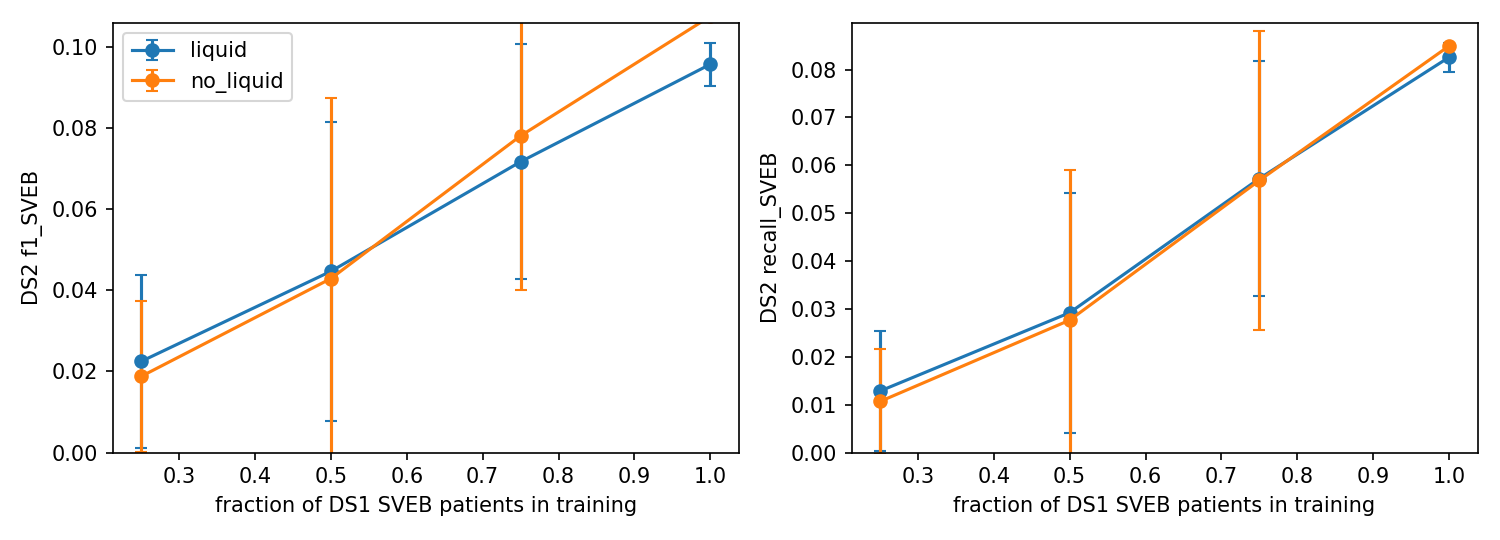 liquid
no_liquid
DS2 f1_SVEB
0.10
0.08
0.06
0.04
0.02
0.00
0.3 0.4 0.5 0.6 0.7 0.8 0.9 1.0
fraction of DS1 SVEB patients in training
DS2 recall_SVEB
0.08
0.07
0.06
0.05
0.04
0.03
0.02
0.01
0.00
0.3 0.4 0.5 0.6 0.7 0.8 0.9 1.0
fraction of DS1 SVEB patients in training